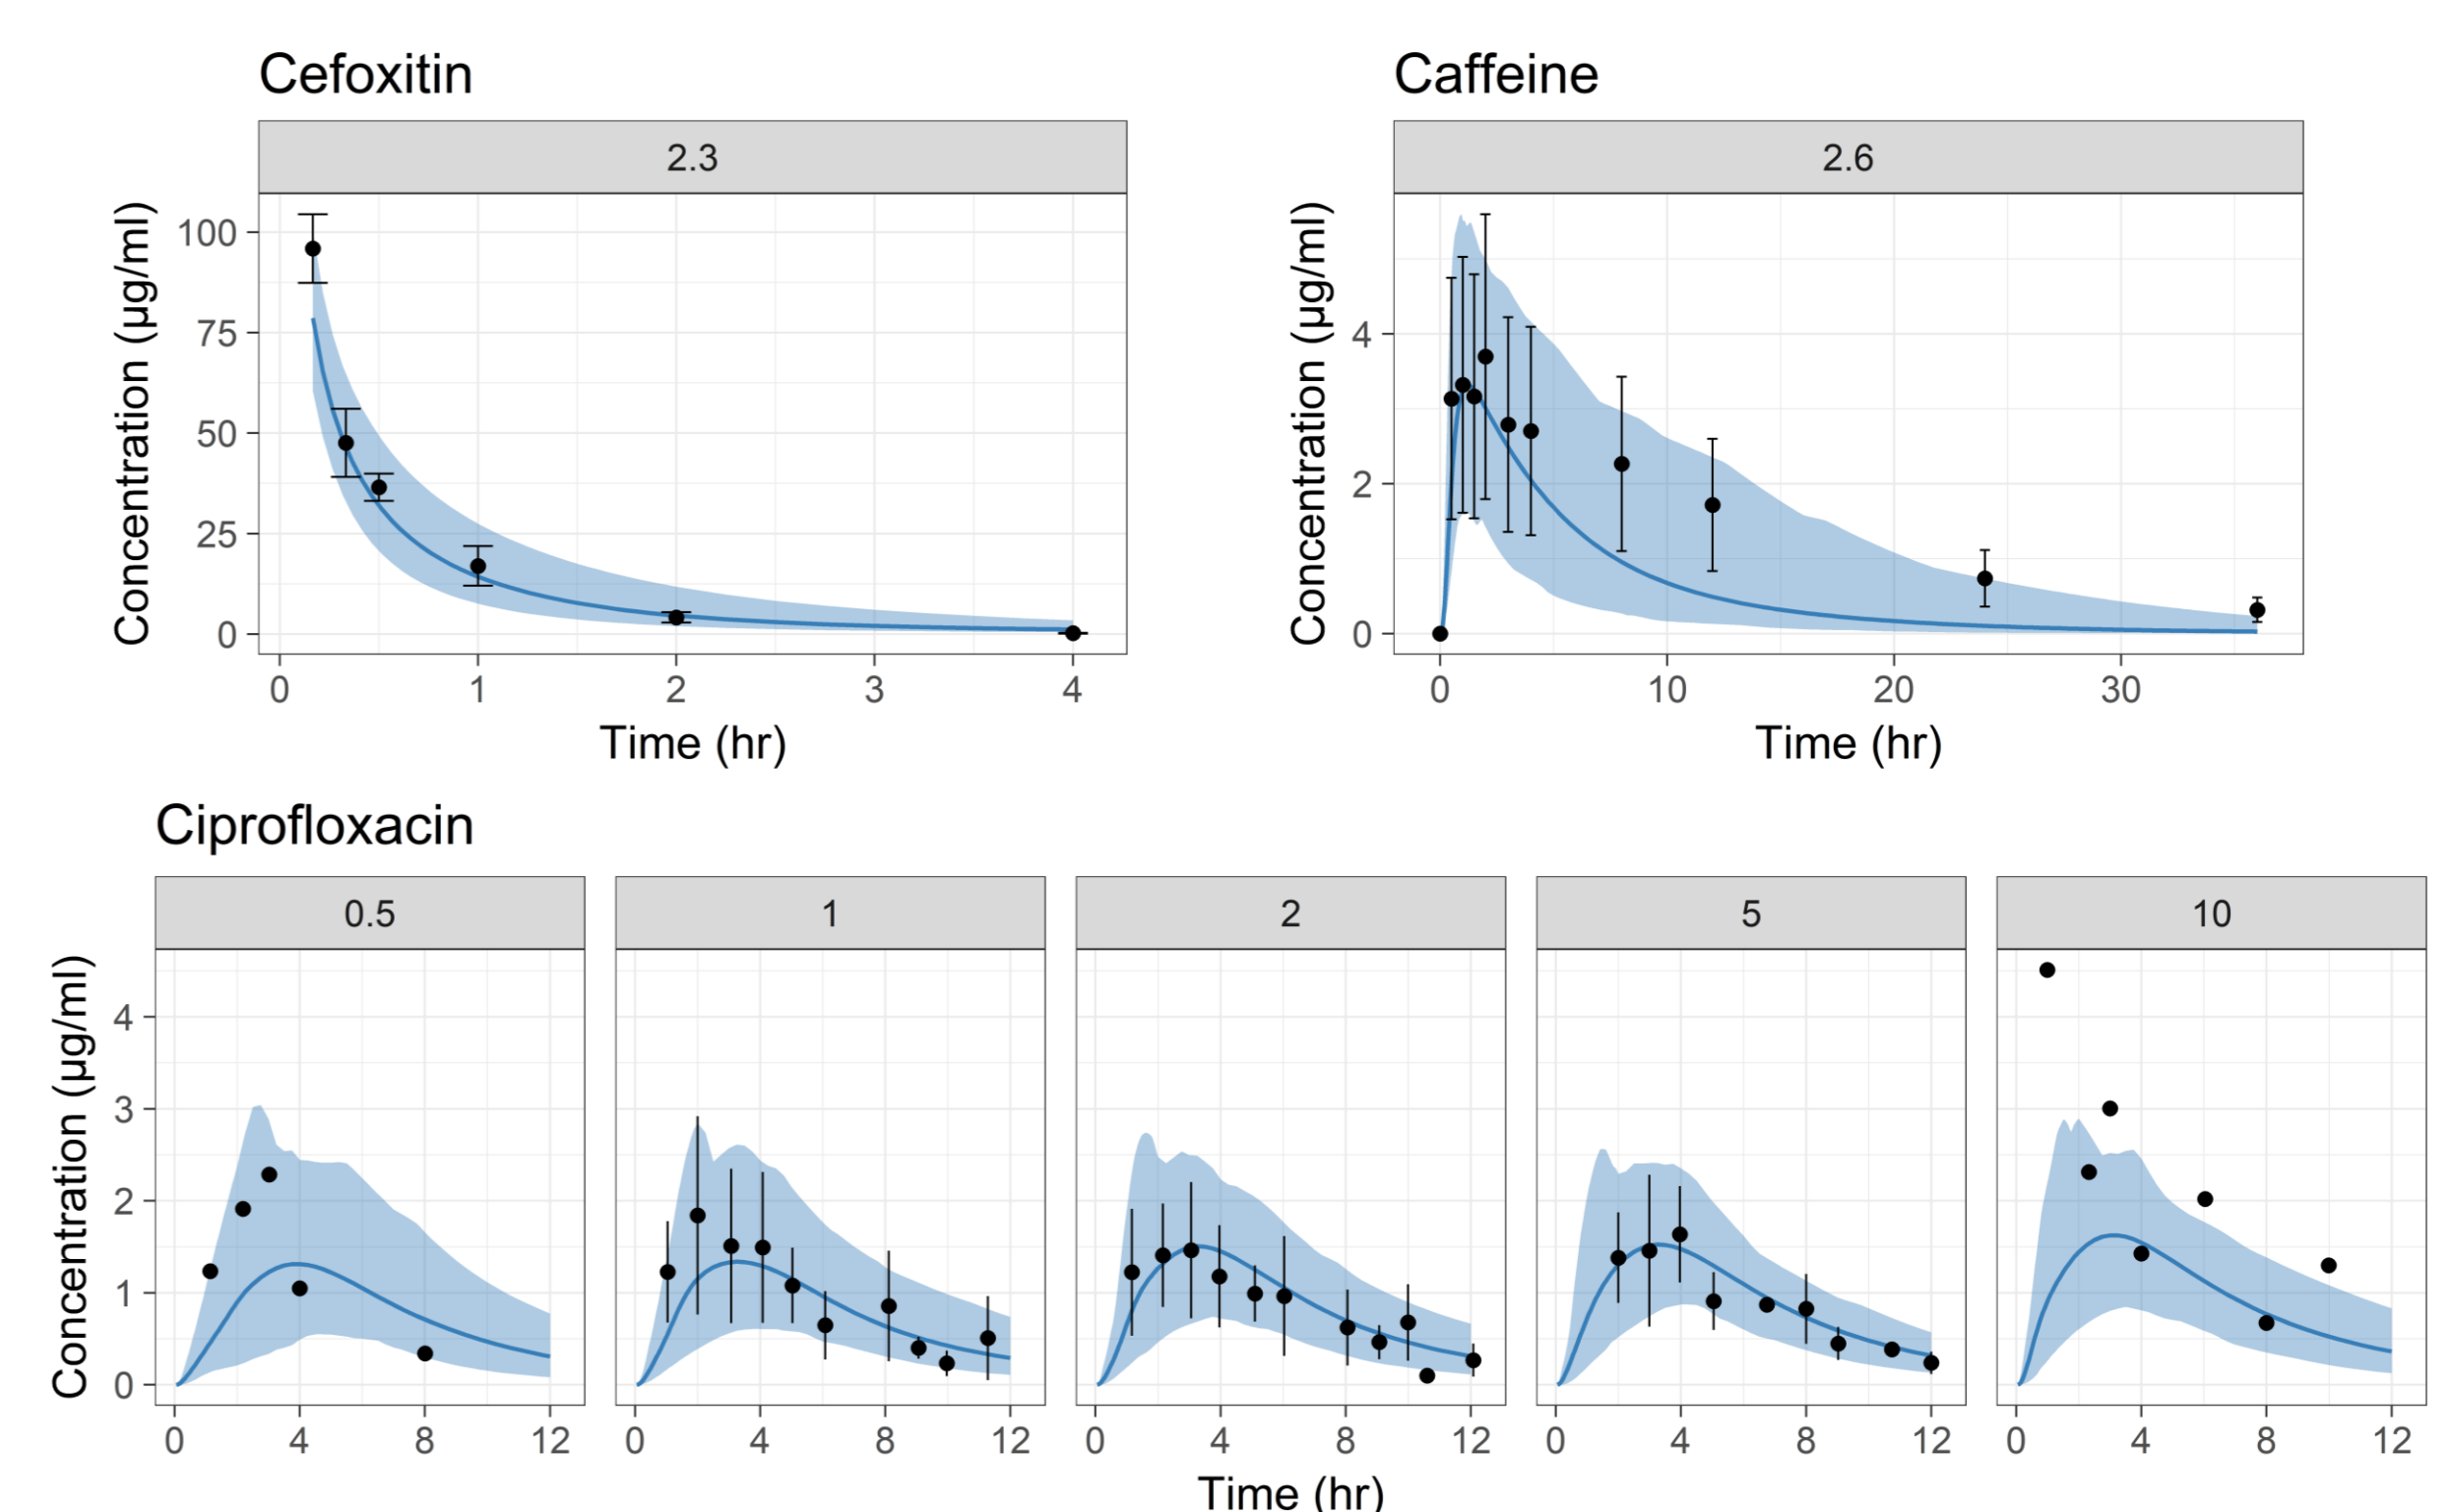 Cefoxitin
2.3
Concentration (µg/ml)
100
75
50
25
0
0 1 2 3 4
Time (hr)
Caffeine
2.6
Concentration (µg/ml)
4
2
0
0 10 20 30
Time (hr)
Ciprofloxacin
0.5 1 2 5 10
Concentration (µg/ml)
4
3
2
1
0
0 4 8 12 0 4 8 12 0 4 8 12 0 4 8 12 0 4 8 12
Time (hr)